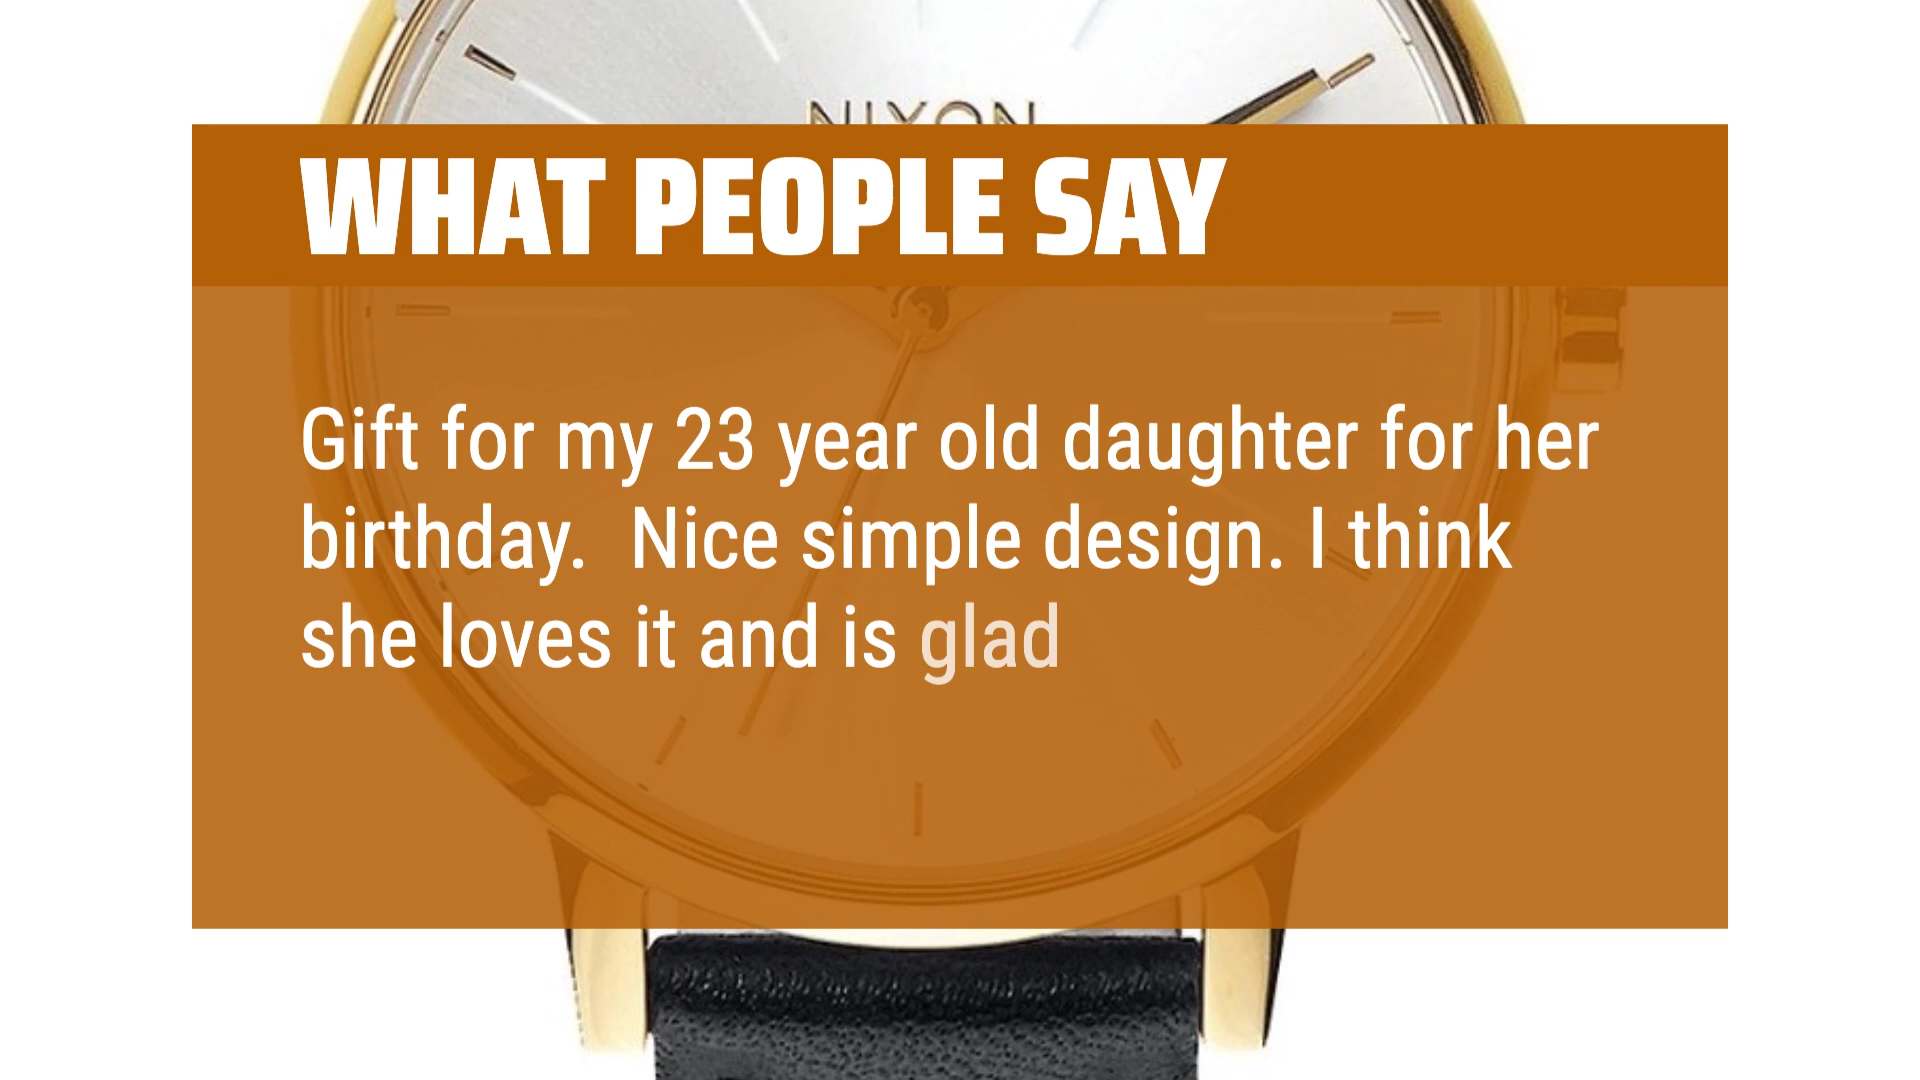 NIXON
WHAT PEOPLE SAY
Gift for my 23 year old daughter for her
birthday.  Nice simple design. I think
she loves it and is glad